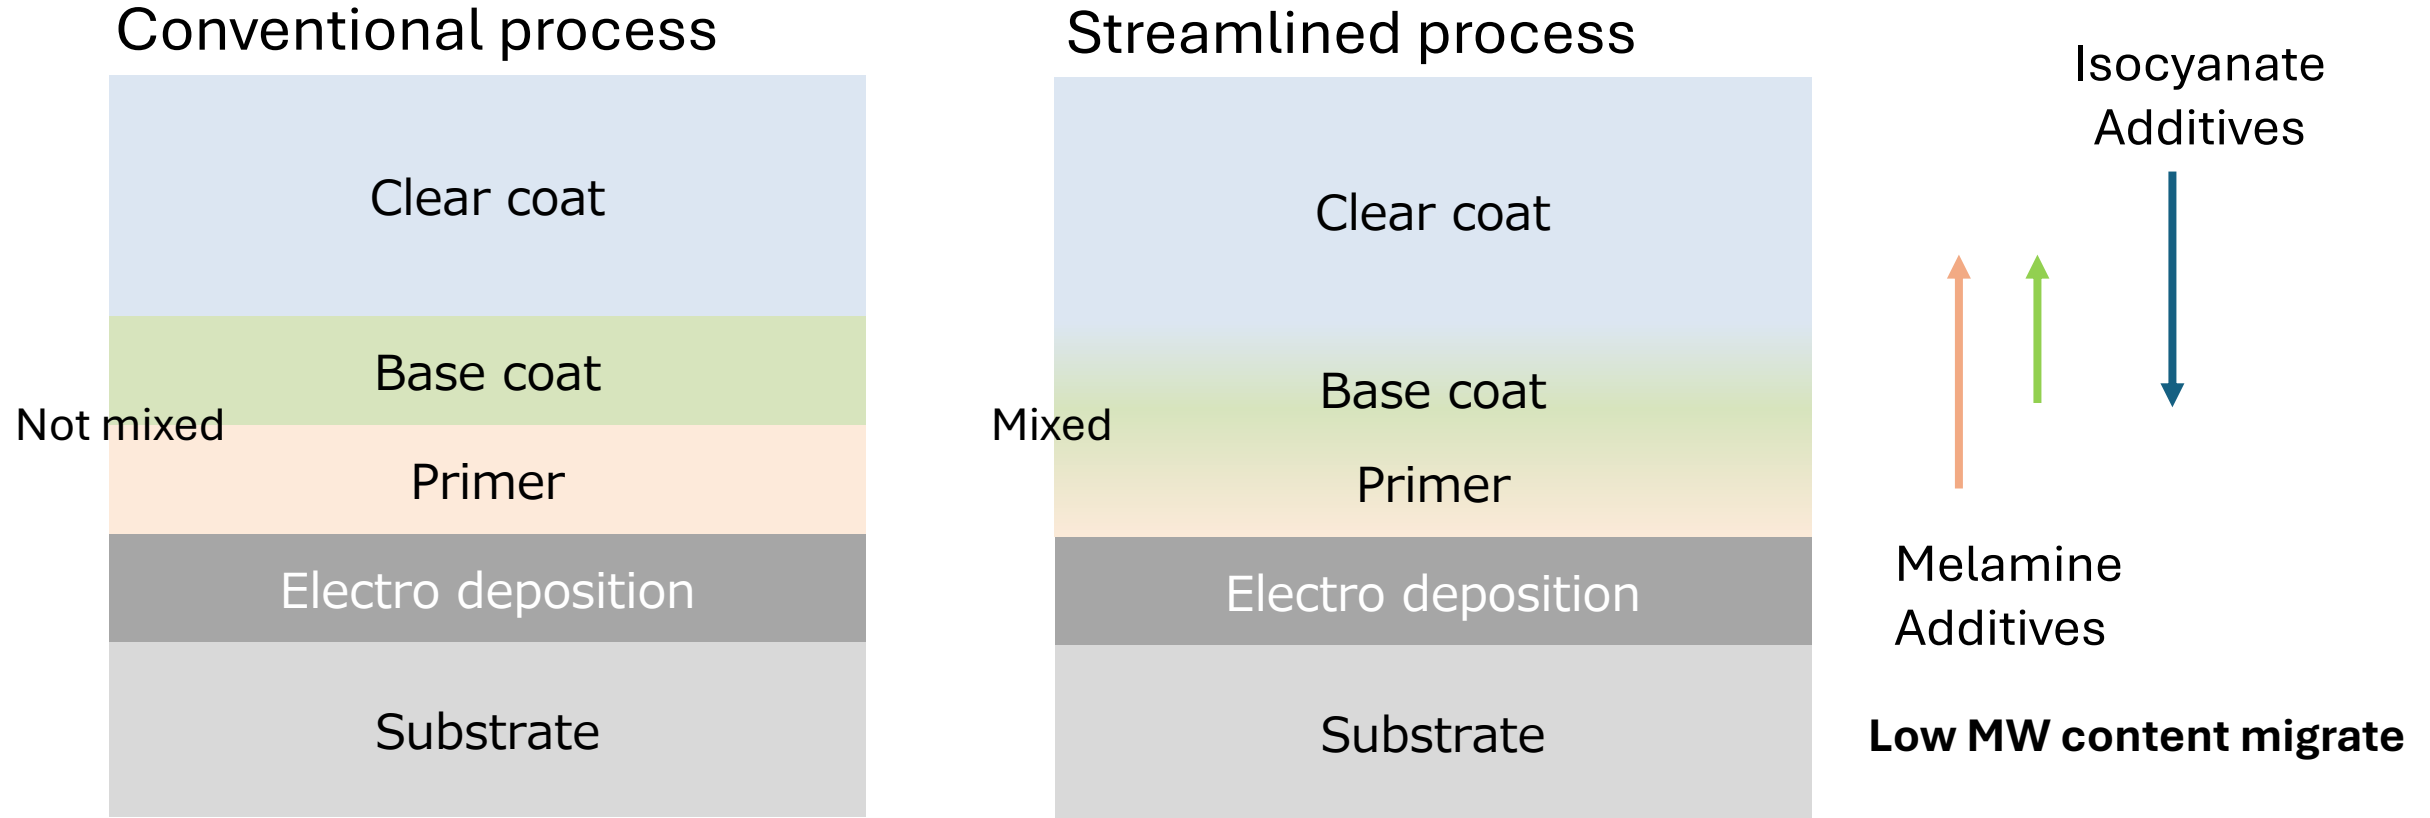 Conventional process
Clear coat
Base coat
Not mixed
Primer
Electro deposition
Substrate
Streamlined process
Clear coat
Base coat
Mixed
Primer
Electro deposition
Substrate
Isocyanate
Additives
Melamine
Additives
Low MW content migrate